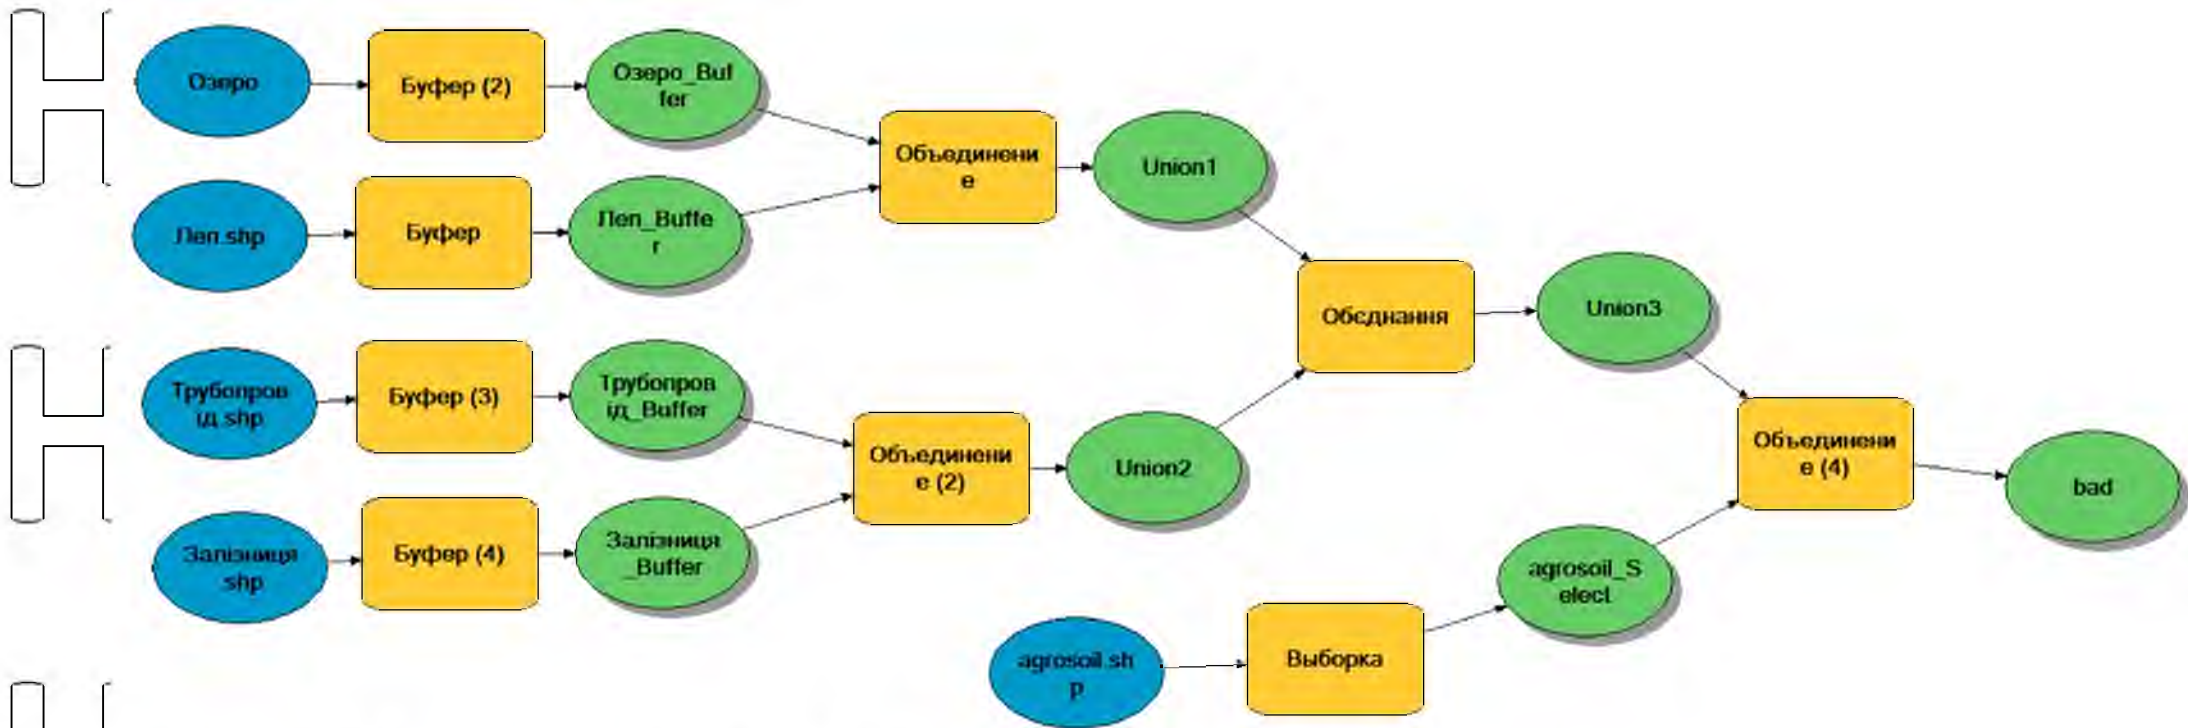 Озеро
Буфер (2)
Озеро_Buf
fer
Объединени
е
Union1
Леп.shp
Буфер
Леп_Buffe
r
Обєднання
Union3
Трубопров
ід.shp
Буфер (3)
Трубопров
ід_Buffer
Объединени
е (2)
Union2
Объединени
е (4)
bad
Залізниця
.shp
Буфер (4)
Залізниця
_Buffer
agrosoil_S
elect
agrosoil.sh
p
Выборка